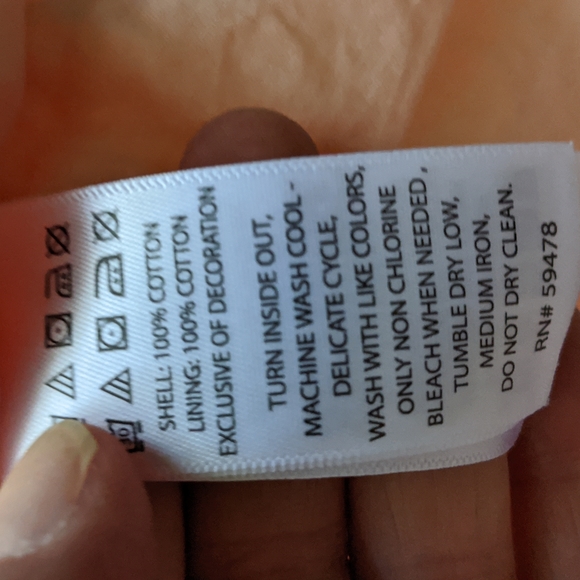 SHELL: 100% COTTON
LINING: 100% COTTON
EXCLUSIVE OF DECORATION
TURN INSIDE OUT,
MACHINE WASH COOL -
DELICATE CYCLE,
WASH WITH LIKE COLORS,
ONLY NON CHLORINE
BLEACH WHEN NEEDED ,
TUMBLE DRY LOW,
MEDIUM IRON,
DO NOT DRY CLEAN.
RN# 59478